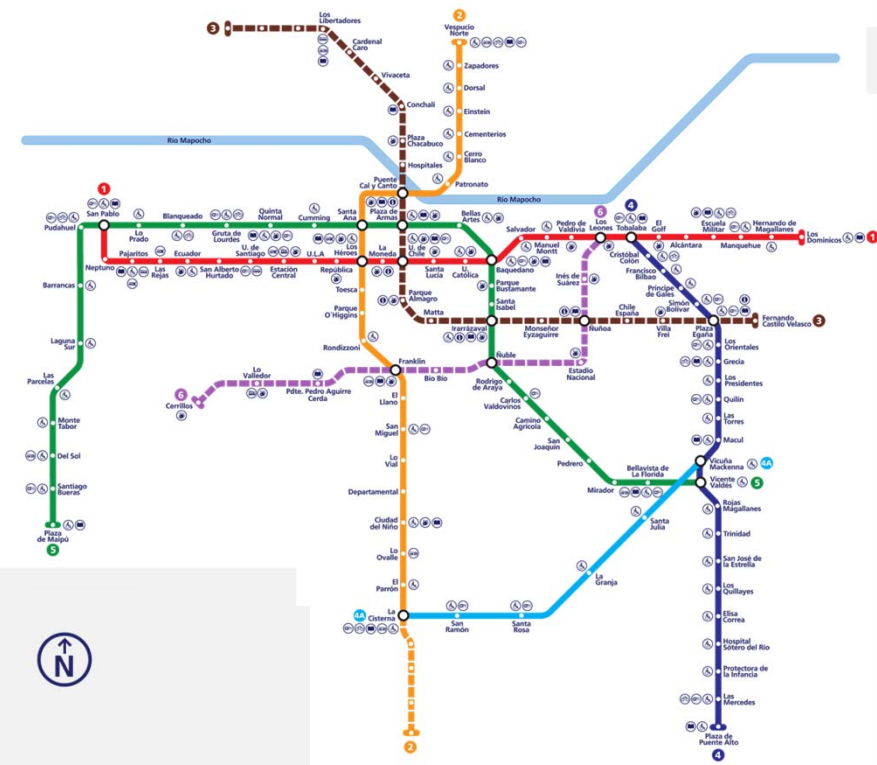 3
Los
Libertadores
Cardenal
Caro
Vivaceta
Conchalí
Plaza
Chacabuco
Hospitales
Puente
Cal y Canto
2
Vespucio
Norte
Zapadores
Dorsal
Einstein
Cementerios
Cerro
Blanco
Patronato
Río Mapocho
Río Mapocho
1
San Pablo
Pudahuel
Lo
Prado
Blanqueado
Gruta de
Lourdes
Quinta
Normal
Cumming
Santa
Ana
Plaza de
Armas
Bellas
Artes
Salvador
Manuel
Montt
Pedro de
Valdivia
6
Los
Leones
4
Tobalaba
El
Golf
Alcántara
Escuela
Militar
Manquehue
Hernando de
Magallanes
Los
Dominicos
1
Neptuno
Pajaritos
Las
Rejas
Ecuador
San Alberto
Hurtado
U. de
Santiago
Estación
Central
U.L.A
República
Los
Héroes
La
Moneda
U. de
Chile
Santa
Lucía
U.
Católica
Baquedano
Cristóbal
Colón
Francisco
Bilbao
Príncipe
de Gales
Simón
Bolívar
Plaza
Egaña
Fernando
Castilo Velasco
3
Inés de
Suárez
Parque
Bustamante
Santa
Isabel
Toesca
Parque
O'Higgins
Rondizzoni
Parque
Almagro
Matta
Irarrázaval
Monseñor
Eyzaguirre
Nuñoa
Chile
España
Villa
Frei
Barrancas
Laguna
Sur
Las
Parcelas
Monte
Tabor
Del Sol
Santiago
Bueras
Plaza
de Maipú
5
6
Cerrillos
Lo
Valledor
Pdte. Pedro Aguirre
Cerda
Franklin
Bio Bio
Ñuble
Estadio
Nacional
Rodrigo
de Araya
Carlos
Valdovinos
Camino
Agrícola
San
Joaquín
Pedrero
Mirador
Bellavista de
La Florida
Los
Orientales
Grecia
Los
Presidentes
Quilín
Las
Torres
Macul
Vicuña
Mackenna
4A
Vicente
Valdés
5
El
Llano
San
Miguel
Lo
Vial
Departamental
Ciudad
del Niño
Lo
Ovalle
El
Parrón
4A
La
Cisterna
San
Ramón
Santa
Rosa
La
Granja
Santa
Julia
Rojas
Magallanes
Trinidad
San José de
la Estrella
Los
Quillayes
Elisa
Correa
Hospital
Sótero del Río
Protectora de
la Infancia
Las
Mercedes
Plaza de
Puente Alto
4
2
N